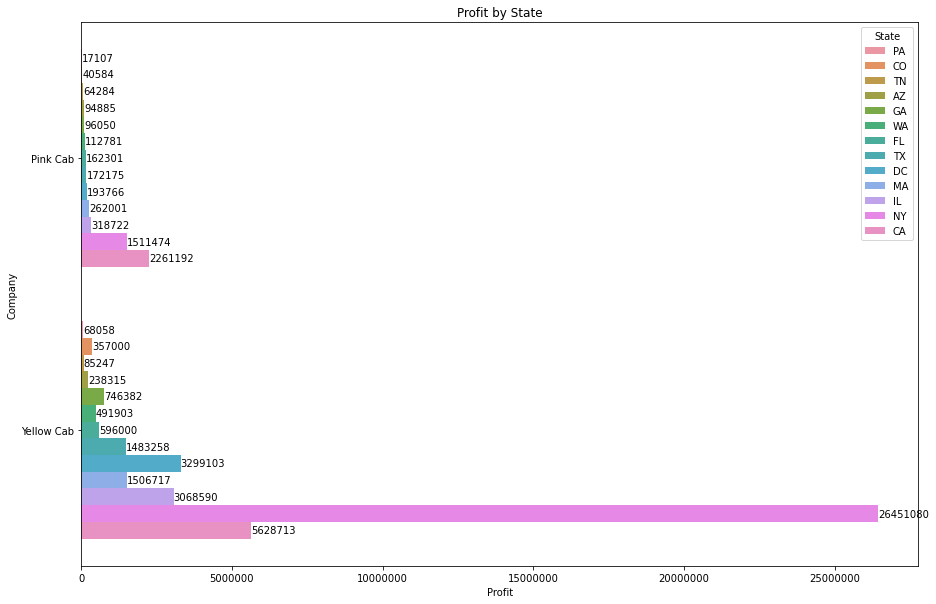 Profit by State
State
PA
CO
TN
AZ
GA
WA
FL
TX
DC
MA
IL
NY
CA
Company
Pink Cab
17107
40584
64284
94885
96050
112781
162301
172175
193766
262001
318722
1511474
2261192
Yellow Cab
68058
357000
85247
238315
746382
491903
596000
1483258
3299103
1506717
3068590
26451080
5628713
0 5000000 10000000 15000000 20000000 25000000
Profit